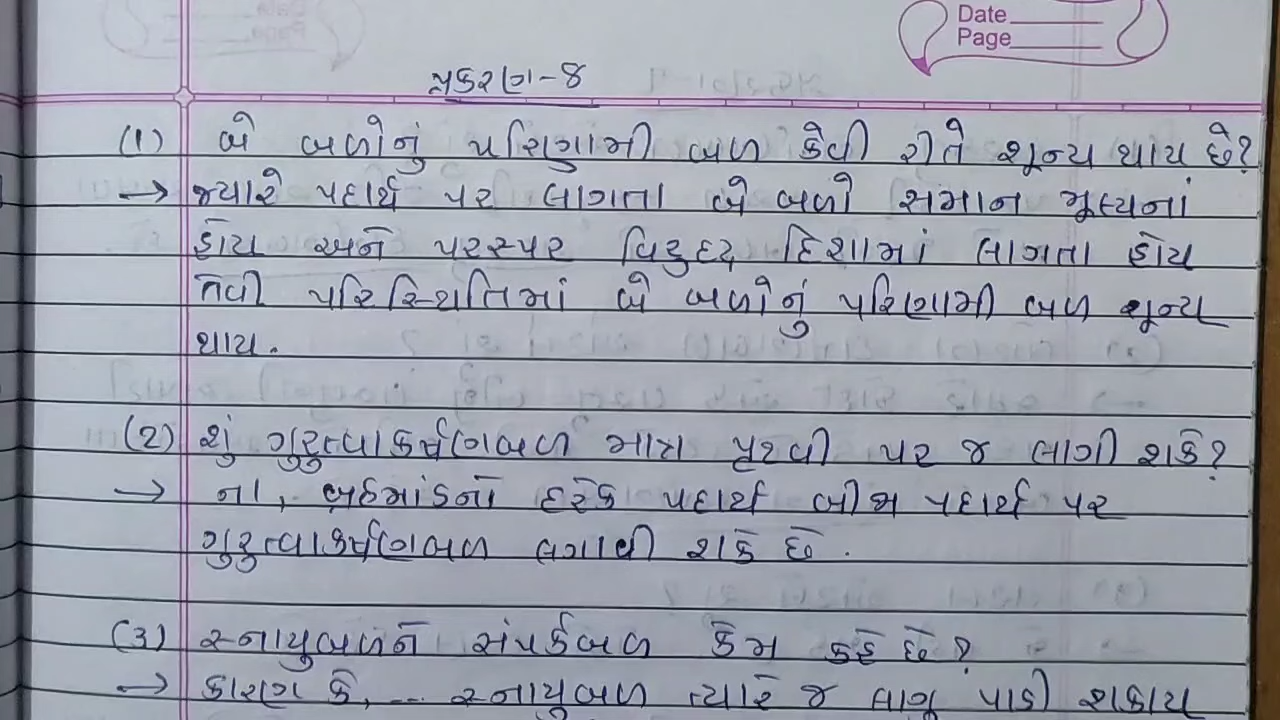 Date
Page
પ્રકરણ-8
(1) બે બળોનું પરિણામી બળ કેવી રીતે શૂન્ય થાય છે?
→ જ્યારે પદાર્થ પર લાગતા બે બળો સમાન મૂલ્યના
હોય અને પરસ્પર વિરુદ્ધ દિશામાં લાગતા હોય
તેવી પરિસ્થિતિમાં બે બળોનું પરિણામી બળ શૂન્ય
થાય.
(2) શું ગુરુત્વાકર્ષણબળ માત્ર પૃથ્વી પર જ લાગી શકે?
→ ના, બ્રહ્માંડનો દરેક પદાર્થ બીજા પદાર્થ પર
ગુરુત્વાકર્ષણબળ લગાવી શકે છે.
(3) સ્નાયુબળને સંપર્કબળ કેમ કહે છે?
→ કારણ કે, ... સ્નાયુબળ ત્યારે જ લાગુ પાડી શકાય